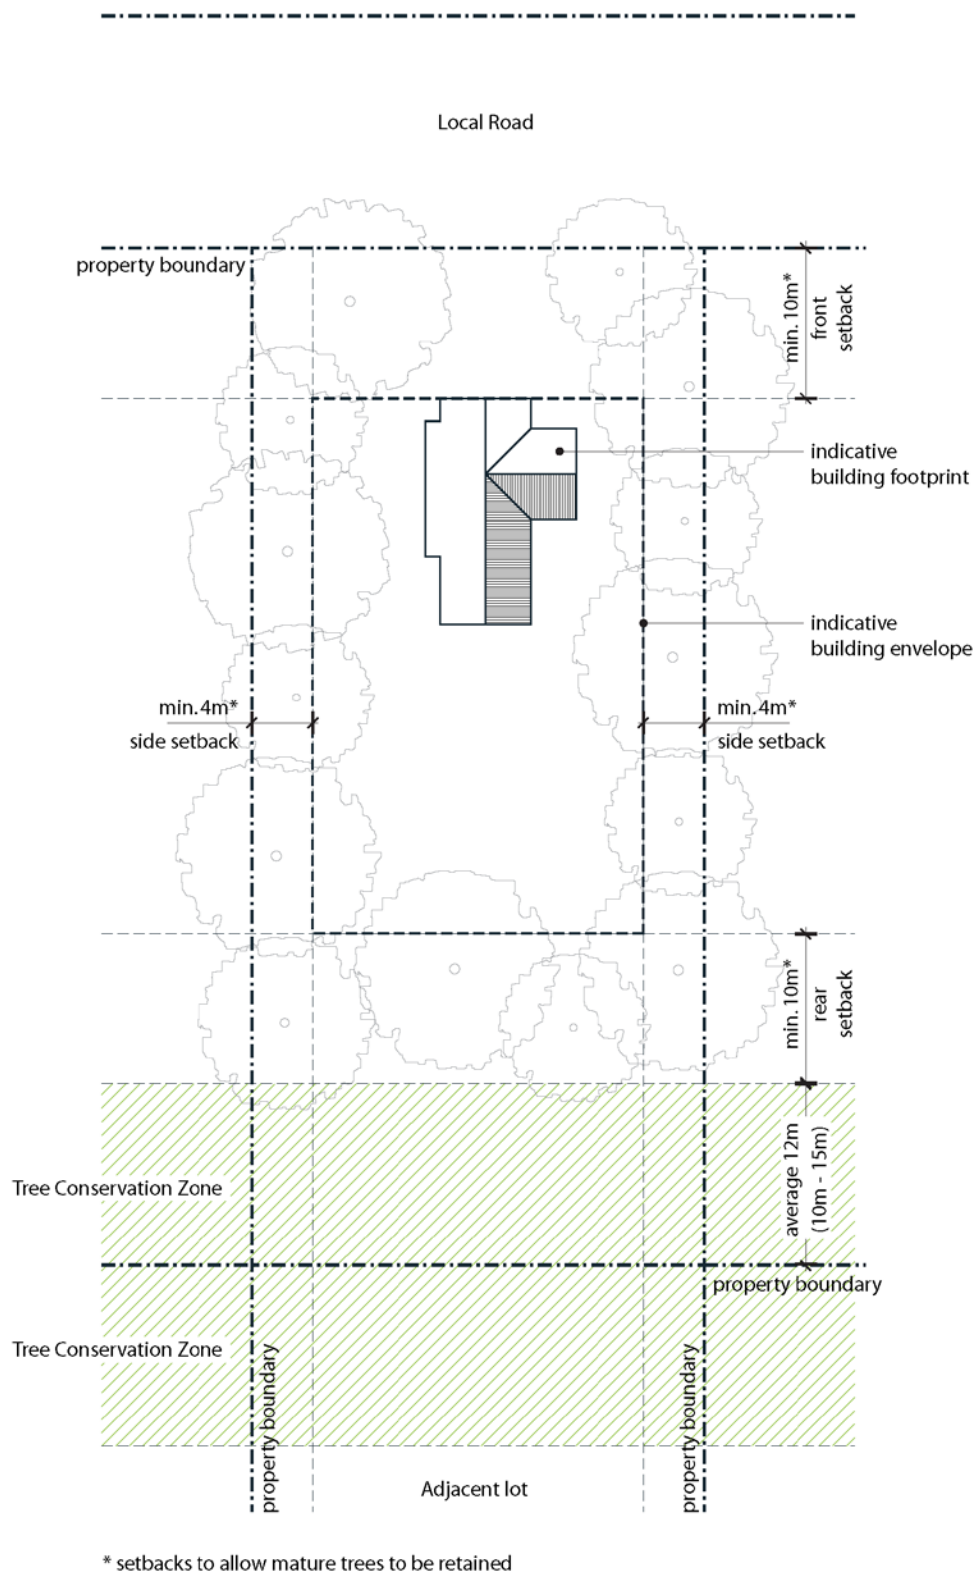 Local Road
property boundary
min. 10m*
front
setback
indicative
building footprint
indicative
building envelope
min. 4m*
side setback
min. 4m*
side setback
min. 10m*
rear
setback
average 12m
(10m - 15m)
Tree Conservation Zone
property boundary
Tree Conservation Zone
property boundary
property boundary
Adjacent lot
* setbacks to allow mature trees to be retained